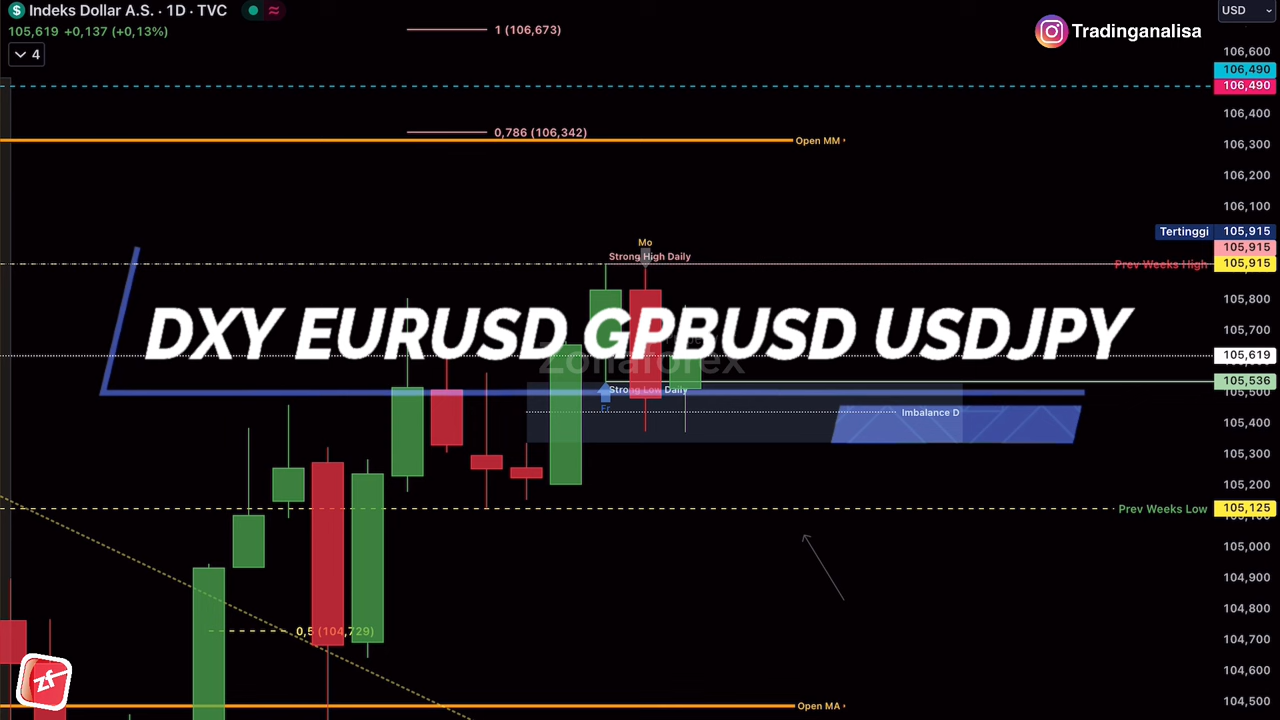 $ Indeks Dollar A.S. · 1D · TVC
105,619 +0,137 (+0,13%)
4
USD
Tradinganalisa
1 (106,673)
106,600
106,490
106,490
106,400
0,786 (106,342)
Open MM
106,300
106,200
106,100
Mo
Tertinggi 105,915
Strong High Daily
105,915
Prev Weeks High 105,915
105,800
DXY EURUSD GPBUSD USDJPY
105,700
Zonaforex
105,619
105,536
Strong Low Daily
105,500
Fr
Imbalance D
105,400
105,300
105,200
Prev Weeks Low 105,125
105,100
105,000
104,900
104,800
0,5 (104,729)
104,700
zf
104,600
Open MA
104,500